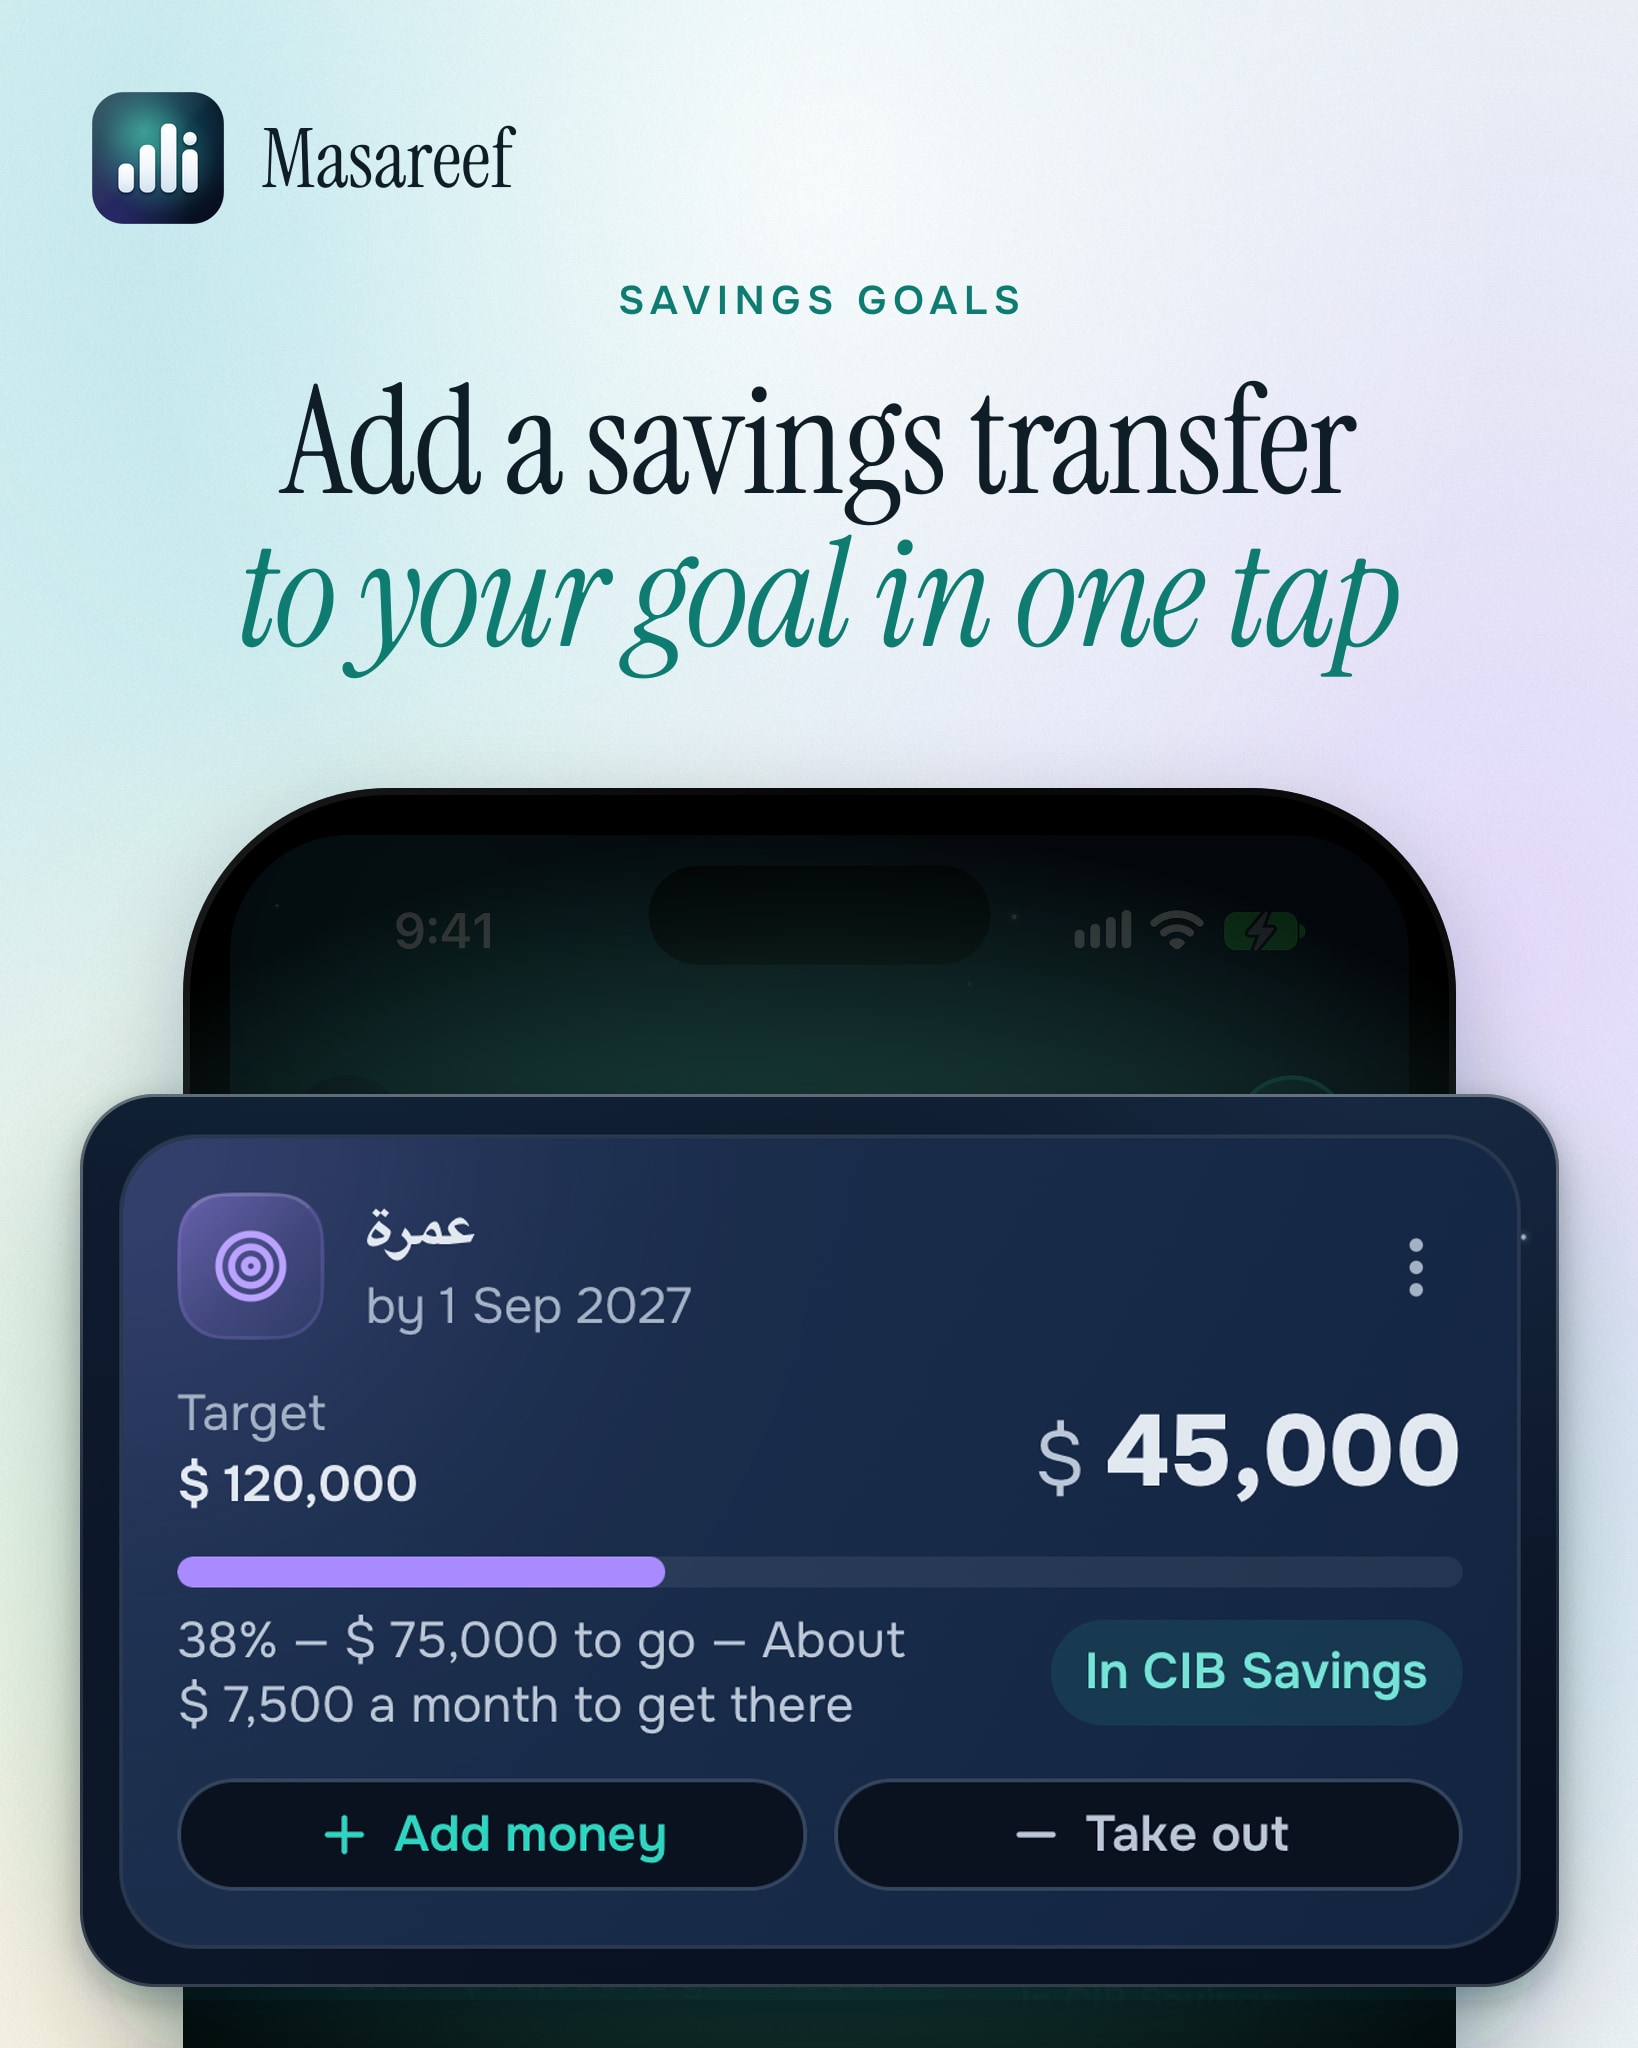 Masareef
SAVINGS GOALS
Add a savings transfer
to your goal in one tap
9:41
عمرة
by 1 Sep 2027
Target
$ 120,000
$ 45,000
38% — $ 75,000 to go — About
$ 7,500 a month to get there
In CIB Savings
+ Add money
— Take out